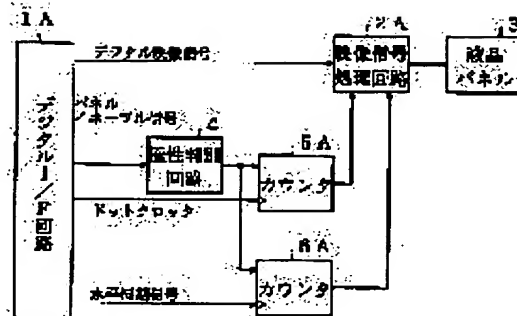 1A
2A
3
デジタル映像信号
映像信号
処理回路
液晶
パネル
パネル
イネーブル信号
4
極性判別
回路
5A
カウンタ
デジタルI/F回路
ドットクロック
6A
カウンタ
水平同期信号